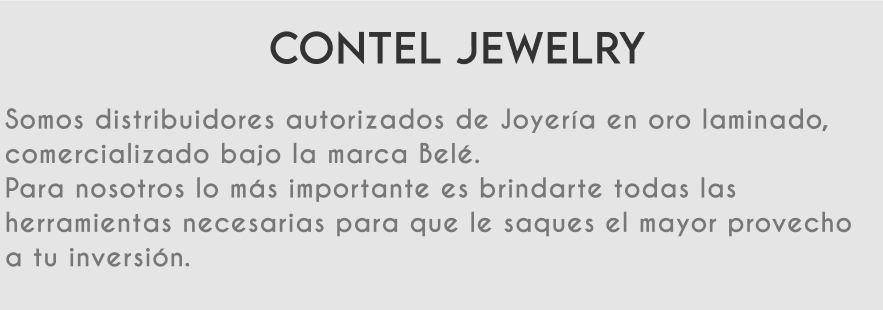 CONTEL JEWELRY
Somos distribuidores autorizados de Joyería en oro laminado,
comercializado bajo la marca Belé.
Para nosotros lo más importante es brindarte todas las
herramientas necesarias para que le saques el mayor provecho
a tu inversión.